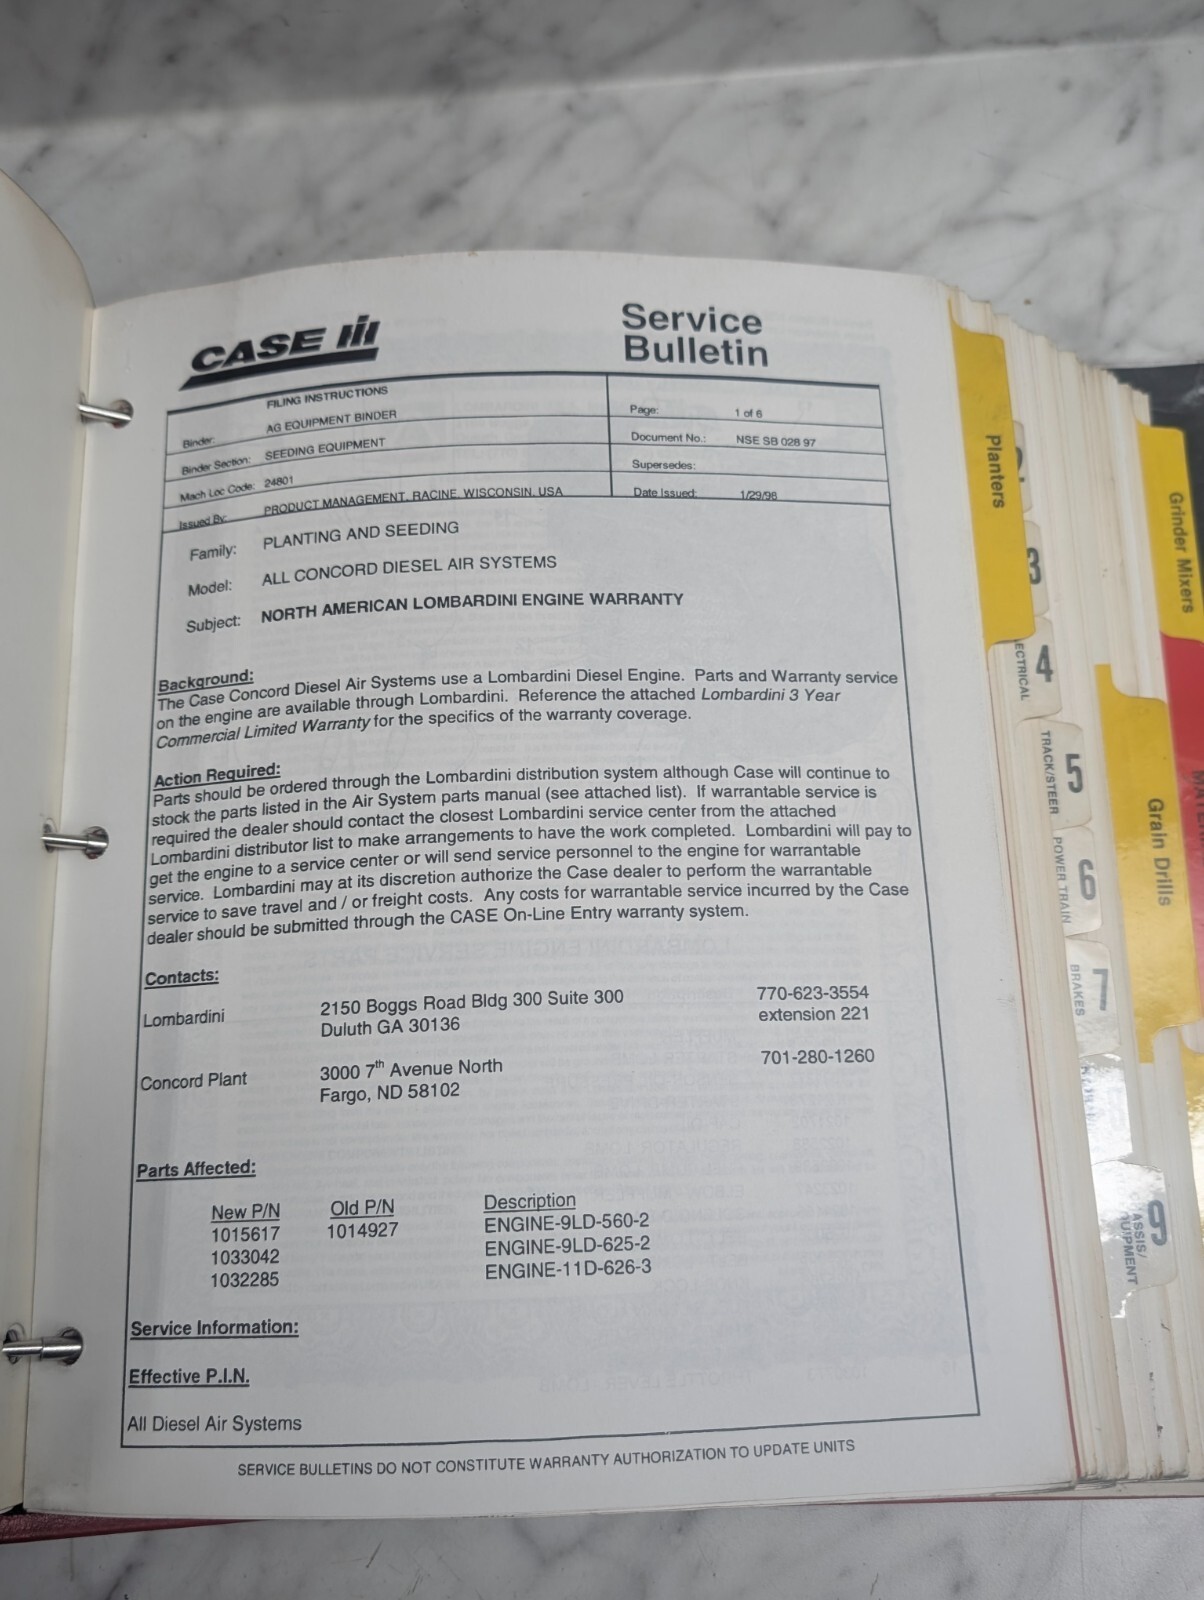 CASE IH
Service
Bulletin
FILING INSTRUCTIONS
Binder: AG EQUIPMENT BINDER
Binder Section: SEEDING EQUIPMENT
Mach Loc Code: 24801
Issued By: PRODUCT MANAGEMENT, RACINE, WISCONSIN, USA
Page: 1 of 6
Document No.: NSE SB 028 97
Supersedes:
Date Issued: 1/29/98
Family: PLANTING AND SEEDING
Model: ALL CONCORD DIESEL AIR SYSTEMS
Subject: NORTH AMERICAN LOMBARDINI ENGINE WARRANTY
Background:
The Case Concord Diesel Air Systems use a Lombardini Diesel Engine. Parts and Warranty service
on the engine are available through Lombardini. Reference the attached Lombardini 3 Year
Commercial Limited Warranty for the specifics of the warranty coverage.
Action Required:
Parts should be ordered through the Lombardini distribution system although Case will continue to
stock the parts listed in the Air System parts manual (see attached list). If warrantable service is
required the dealer should contact the closest Lombardini service center from the attached
Lombardini distributor list to make arrangements to have the work completed. Lombardini will pay to
get the engine to a service center or will send service personnel to the engine for warrantable
service. Lombardini may at its discretion authorize the Case dealer to perform the warrantable
service to save travel and / or freight costs. Any costs for warrantable service incurred by the Case
dealer should be submitted through the CASE On-Line Entry warranty system.
Contacts:
Lombardini 2150 Boggs Road Bldg 300 Suite 300 770-623-3554
Duluth GA 30136 extension 221
Concord Plant 3000 7th Avenue North 701-280-1260
Fargo, ND 58102
Parts Affected:
New P/N Old P/N Description
1015617 1014927 ENGINE-9LD-560-2
1033042 ENGINE-9LD-625-2
1032285 ENGINE-11D-626-3
Service Information:
Effective P.I.N.
All Diesel Air Systems
SERVICE BULLETINS DO NOT CONSTITUTE WARRANTY AUTHORIZATION TO UPDATE UNITS
Planters
3
4
ECTRICAL
5
TRACK/STEER
6
POWER TRAIN
7
BRAKES
9
ASSIS/
UIPMENT
Grinder Mixers
Grain Drills